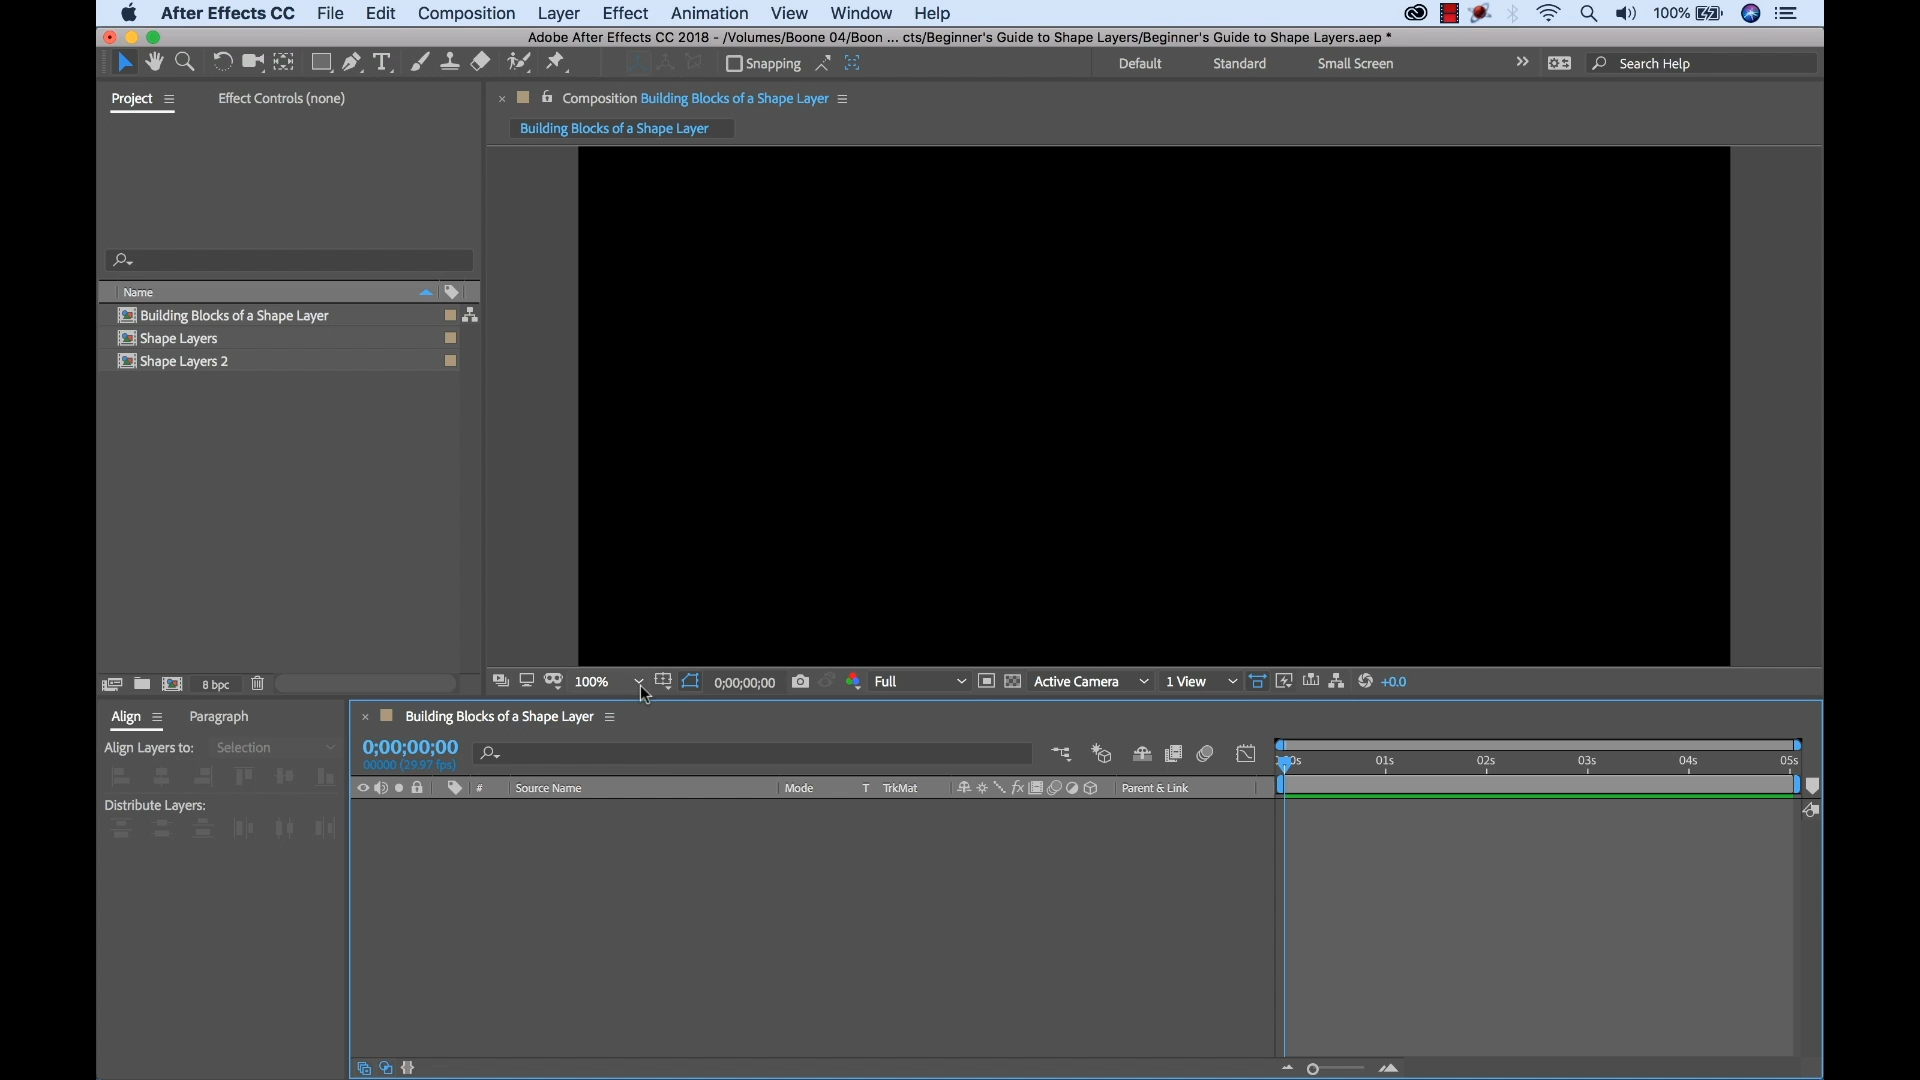 After Effects CC File Edit Composition Layer Effect Animation View Window Help 100%
Adobe After Effects CC 2018 - /Volumes/Boone 04/Boon ... cts/Beginner's Guide to Shape Layers/Beginner's Guide to Shape Layers.aep *
Snapping Default Standard Small Screen Search Help
Project Effect Controls (none) Composition Building Blocks of a Shape Layer
Building Blocks of a Shape Layer
Name
Building Blocks of a Shape Layer
Shape Layers
Shape Layers 2
8 bpc 100% 0;00;00;00 Full Active Camera 1 View +0.0
Align Paragraph Building Blocks of a Shape Layer
Align Layers to: Selection 0;00;00;00
00000 (29.97 fps)
01s 02s 03s 04s 05s
# Source Name Mode T TrkMat fx Parent & Link
Distribute Layers: